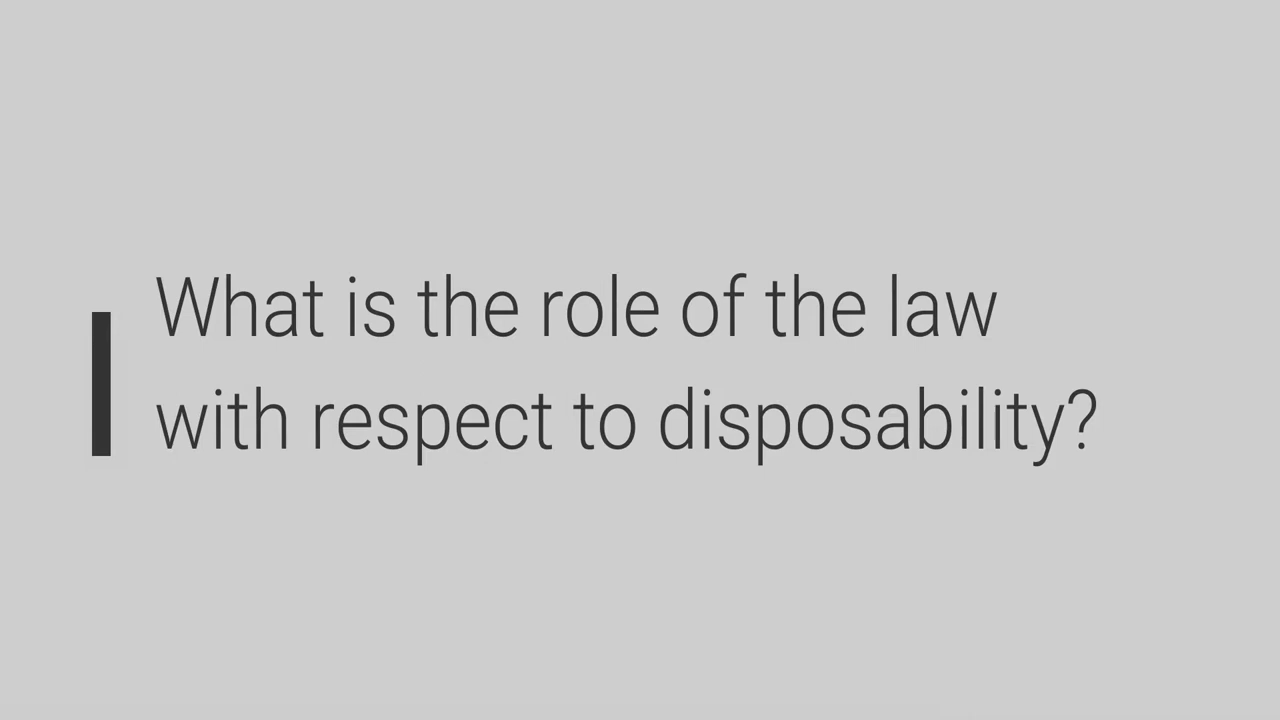 What is the role of the law
with respect to disposability?